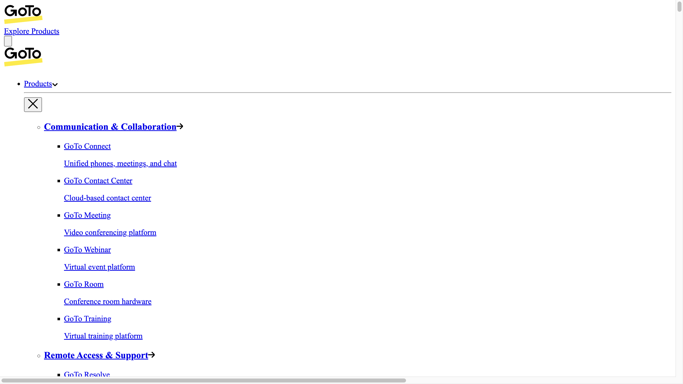 GoTo
Explore Products
GoTo
Products
Communication & Collaboration
GoTo Connect
Unified phones, meetings, and chat
GoTo Contact Center
Cloud-based contact center
GoTo Meeting
Video conferencing platform
GoTo Webinar
Virtual event platform
GoTo Room
Conference room hardware
GoTo Training
Virtual training platform
Remote Access & Support
GoTo Resolve